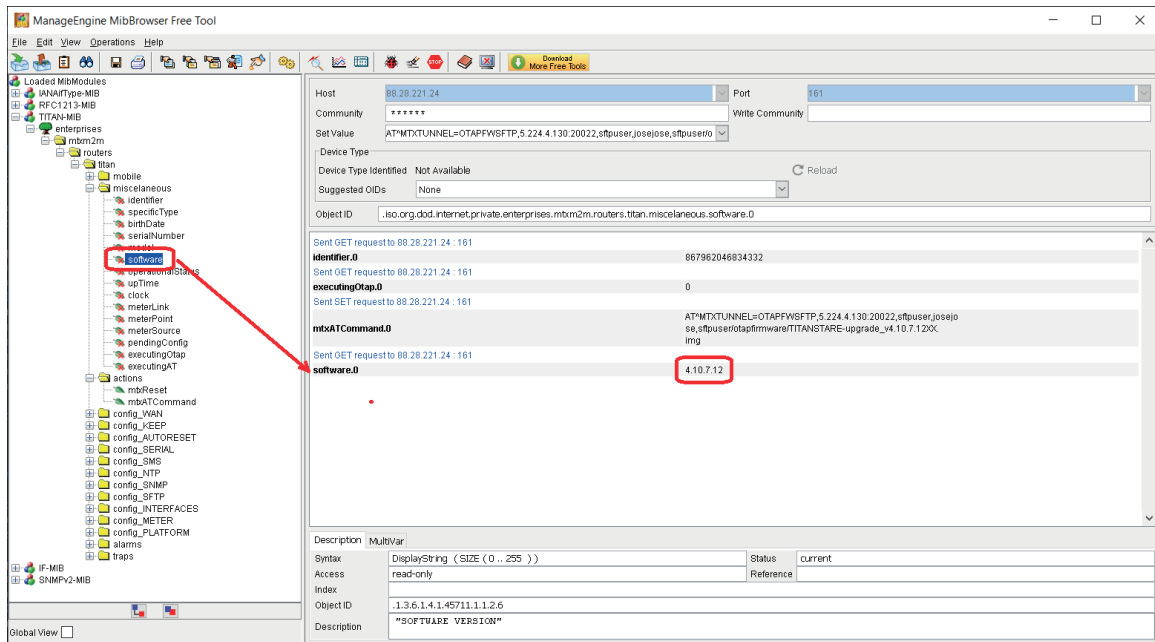 ManageEngine MibBrowser Free Tool
File Edit View Operations Help
STOP
Download
More Free Tools
Loaded MibModules
IANAifType-MIB
RFC1213-MIB
TITAN-MIB
enterprises
mtxm2m
routers
titan
mobile
miscelaneous
identifier
specificType
birthDate
serialNumber
model
software
operationalStatus
upTime
clock
meterLink
meterPoint
meterSource
pendingConfig
executingOtap
executingAT
actions
mtxReset
mtxATCommand
config_WAN
config_KEEP
config_AUTORESET
config_SERIAL
config_SMS
config_NTP
config_SNMP
config_SFTP
config_INTERFACES
config_METER
config_PLATFORM
alarms
traps
IF-MIB
SNMPv2-MIB
Global View
Host 88.28.221.24 Port 161
Community ****** Write Community
Set Value AT^MTXTUNNEL=OTAPFWSFTP,5.224.4.130:20022,sftpuser,josejose,sftpuser/o
Device Type
Device Type Identified Not Available Reload
Suggested OIDs None
Object ID .iso.org.dod.internet.private.enterprises.mtxm2m.routers.titan.miscelaneous.software.0
Sent GET request to 88.28.221.24 : 161
identifier.0 867962046834332
Sent GET request to 88.28.221.24 : 161
executingOtap.0 0
Sent SET request to 88.28.221.24 : 161
AT^MTXTUNNEL=OTAPFWSFTP,5.224.4.130:20022,sftpuser,josejo
mtxATCommand.0 se,sftpuser/otapfirmware/TITANSTARE-upgrade_v4.10.7.12XX.
img
Sent GET request to 88.28.221.24 : 161
software.0 4.10.7.12
Description MultiVar
Syntax DisplayString ( SIZE ( 0 .. 255 ) ) Status current
Access read-only Reference
Index
Object ID .1.3.6.1.4.1.45711.1.1.2.6
Description "SOFTWARE VERSION"